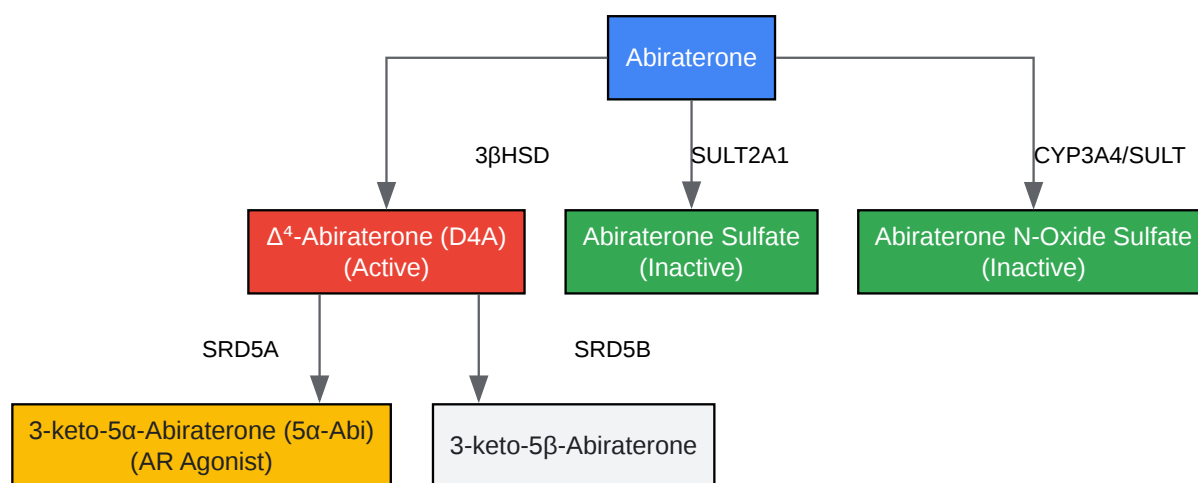 Abiraterone
3βHSD
SULT2A1
CYP3A4/SULT
Δ⁴-Abiraterone (D4A)
(Active)
Abiraterone Sulfate
(Inactive)
Abiraterone N-Oxide Sulfate
(Inactive)
SRD5A
SRD5B
3-keto-5α-Abiraterone (5α-Abi)
(AR Agonist)
3-keto-5β-Abiraterone